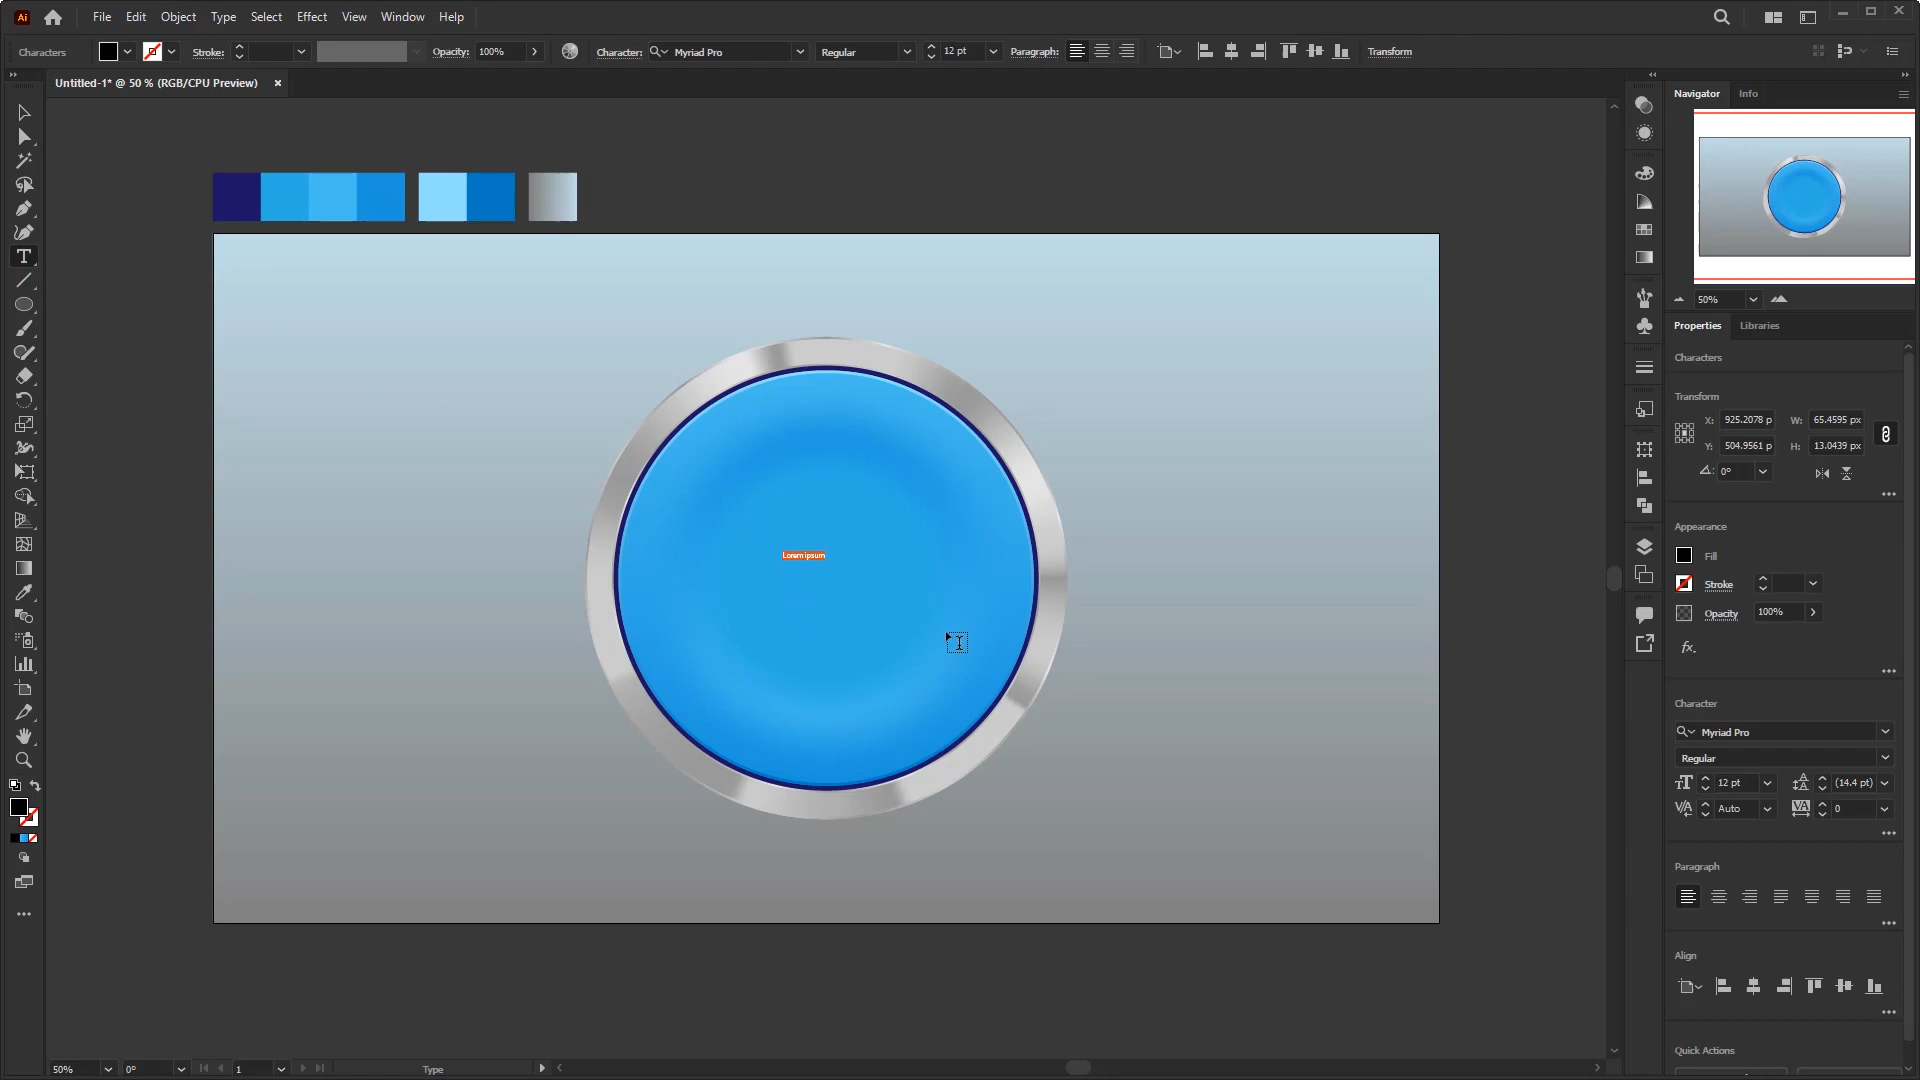 Ai File Edit Object Type Select Effect View Window Help
Characters Stroke: Opacity: 100% Character: Myriad Pro Regular 12 pt Paragraph: Transform
Untitled-1* @ 50 % (RGB/CPU Preview)
Navigator Info
50%
Properties Libraries
Characters
Transform
X: 925.2078 p W: 65.4595 px
Y: 504.9561 p H: 13.0439 px
0°
Appearance
Fill
Stroke
Opacity 100%
fx
Character
Myriad Pro
Regular
12 pt (14.4 pt)
Auto 0
Paragraph
Align
Quick Actions
Lorem ipsum
50% 0° 1 Type